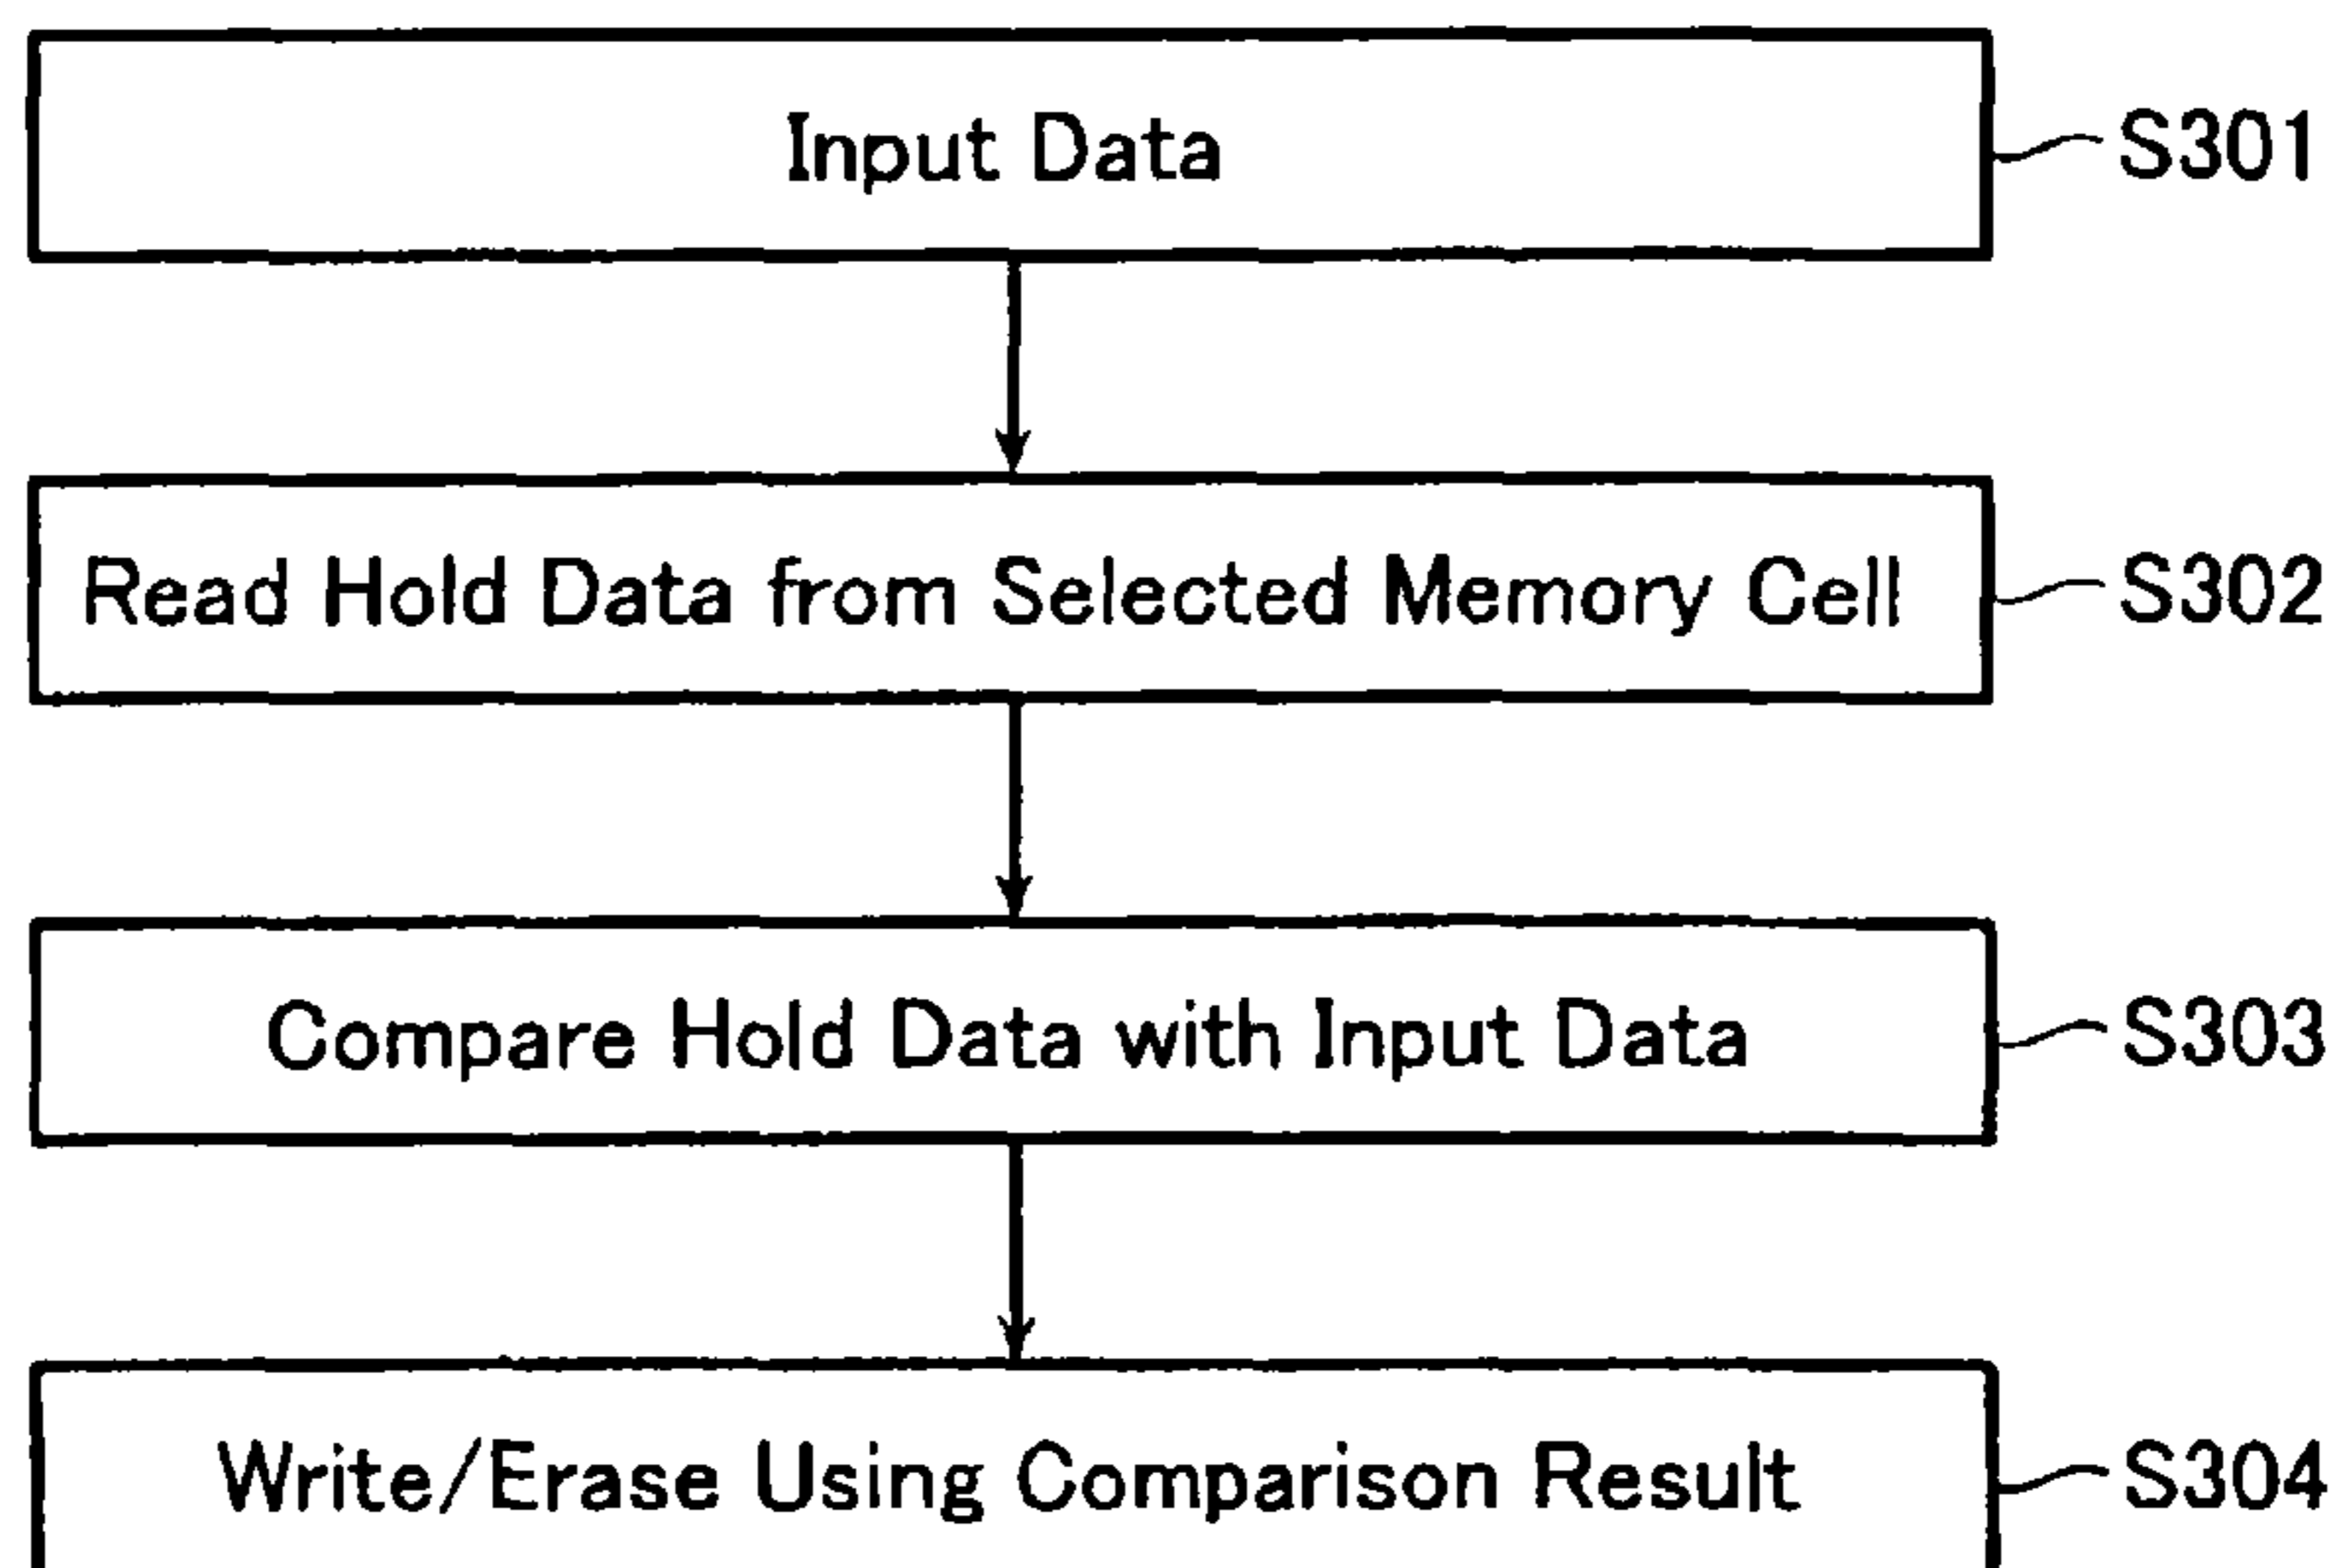 Input Data
S301
Read Hold Data from Selected Memory Cell
S302
Compare Hold Data with Input Data
S303
Write/Erase Using Comparison Result
S304